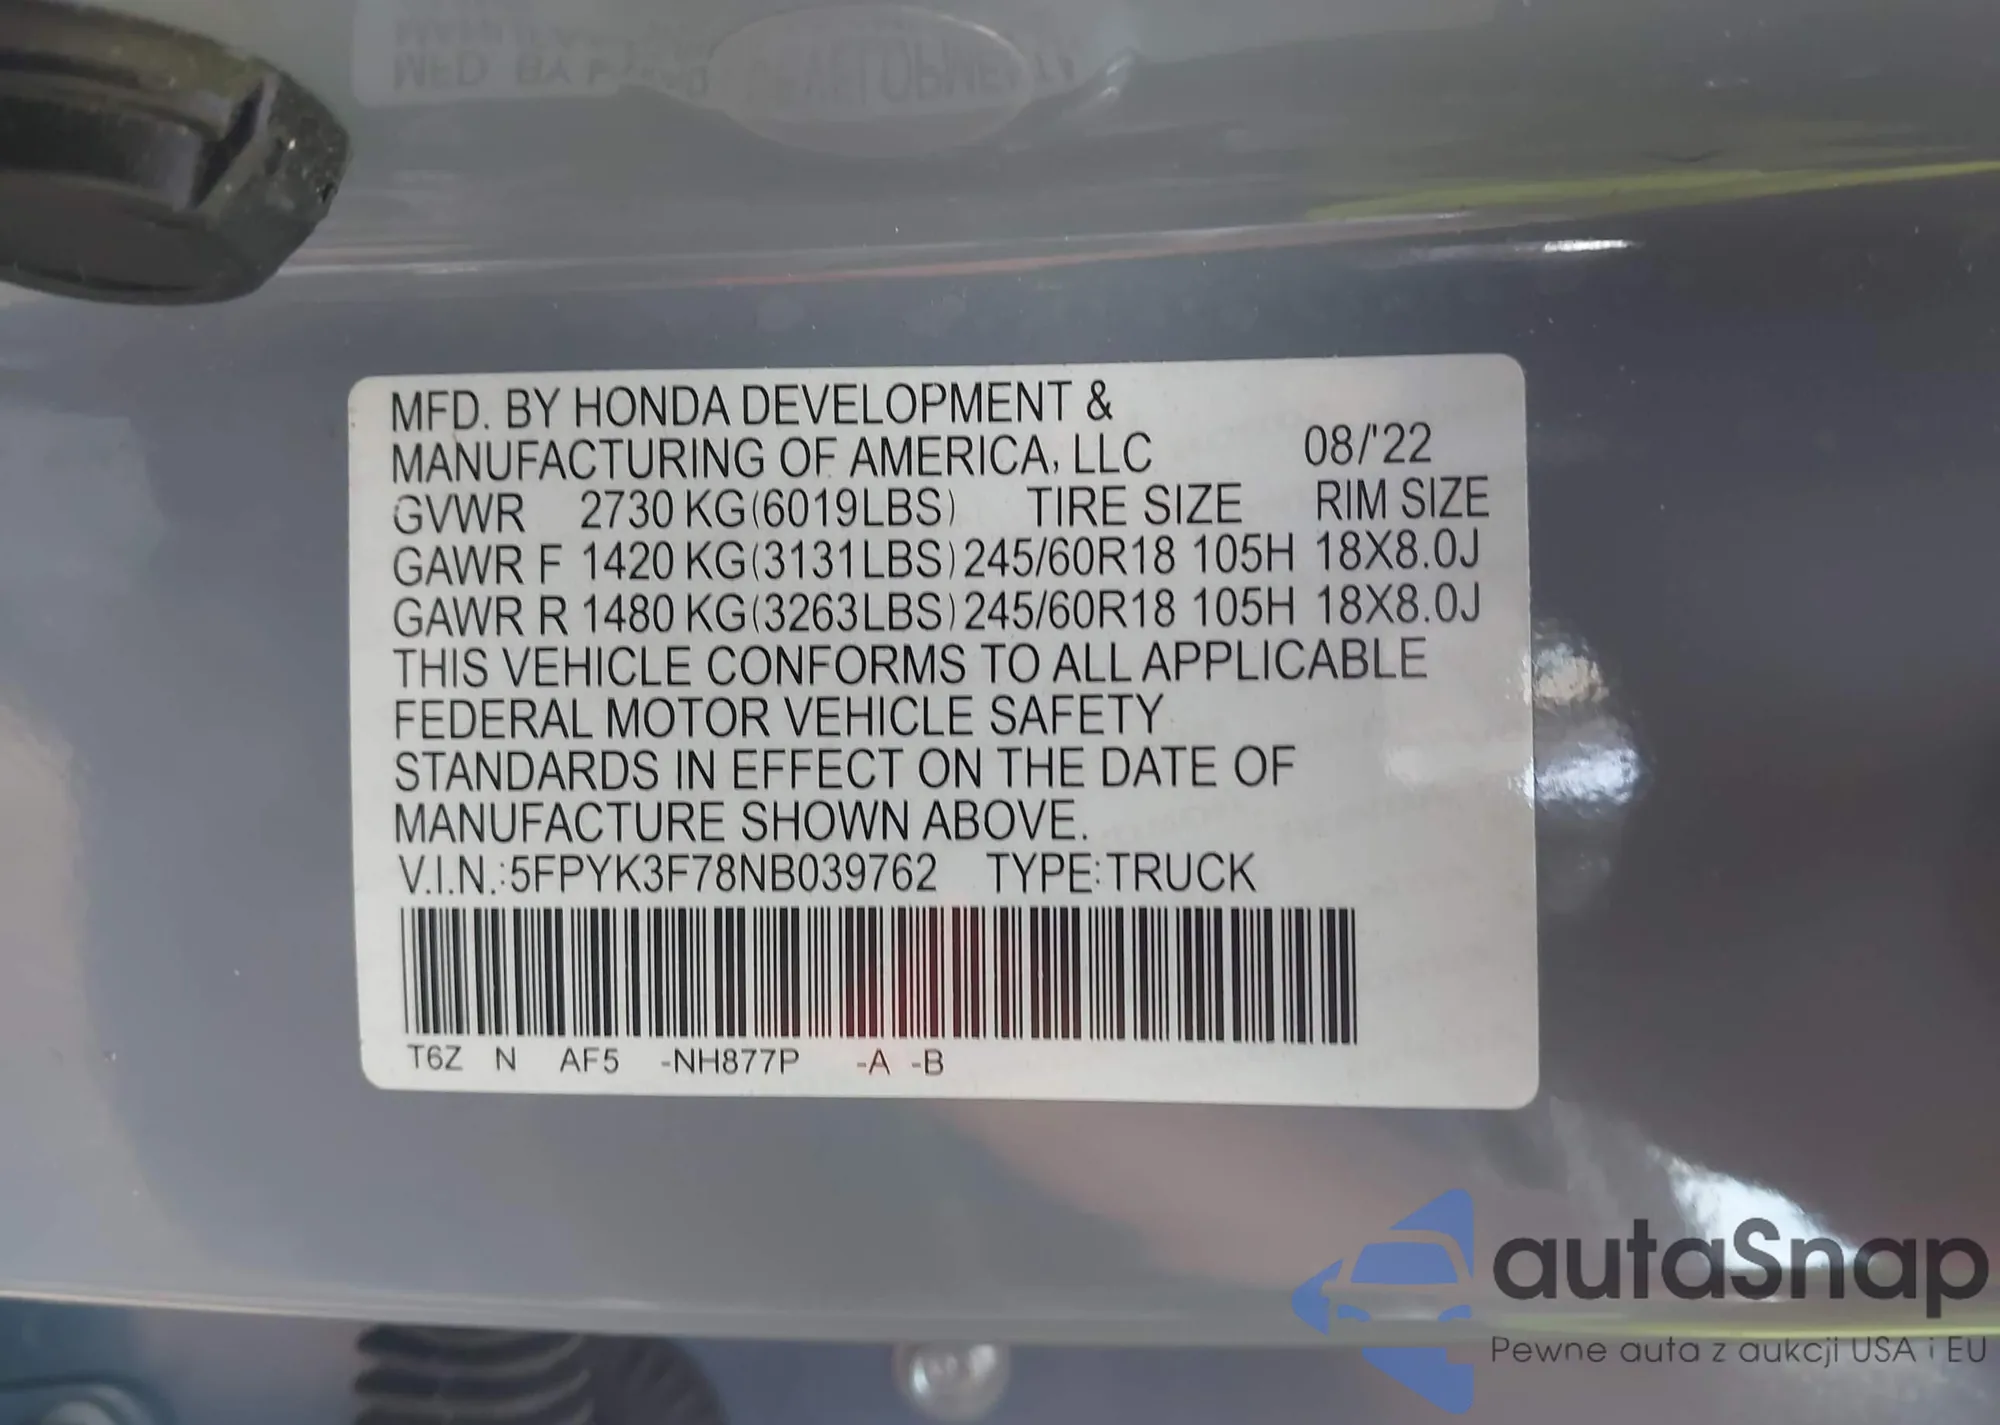 MFD. BY HONDA DEVELOPMENT &
MANUFACTURING OF AMERICA, LLC 08/'22
GVWR 2730 KG(6019LBS) TIRE SIZE RIM SIZE
GAWR F 1420 KG(3131LBS) 245/60R18 105H 18X8.0J
GAWR R 1480 KG(3263LBS) 245/60R18 105H 18X8.0J
THIS VEHICLE CONFORMS TO ALL APPLICABLE
FEDERAL MOTOR VEHICLE SAFETY
STANDARDS IN EFFECT ON THE DATE OF
MANUFACTURE SHOWN ABOVE.
V.I.N.:5FPYK3F78NB039762 TYPE:TRUCK
T6Z N AF5 -NH877P -A -B
autaSnap
Pewne auta z aukcji USA i EU